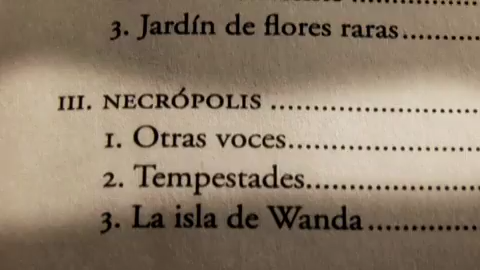 3. Jardín de flores raras..........
III. NECRÓPOLIS ..........................
1. Otras voces........................
2. Tempestades......................
3. La isla de Wanda..............